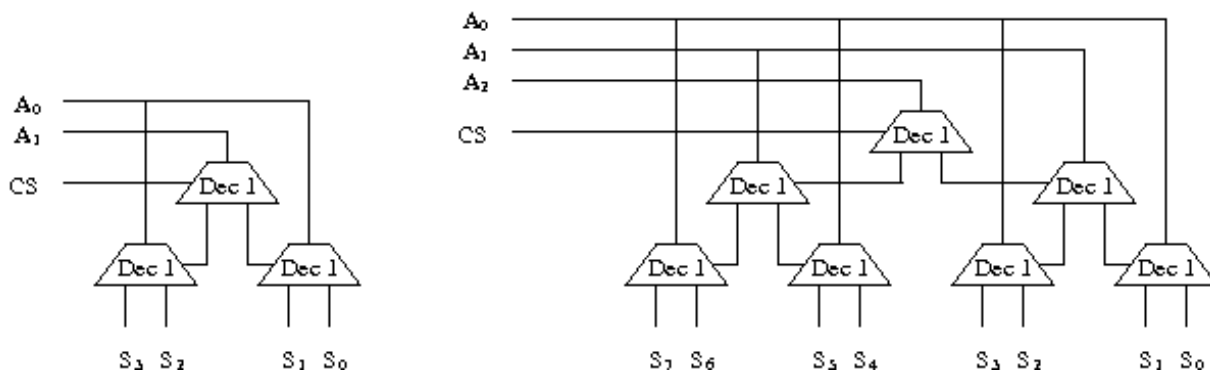 A₀
A₁
CS
Dec 1
Dec 1 Dec 1
S₃ S₂ S₁ S₀
A₀
A₁
A₂
CS
Dec 1
Dec 1 Dec 1
Dec 1 Dec 1 Dec 1 Dec 1
S₇ S₆ S₅ S₄ S₃ S₂ S₁ S₀